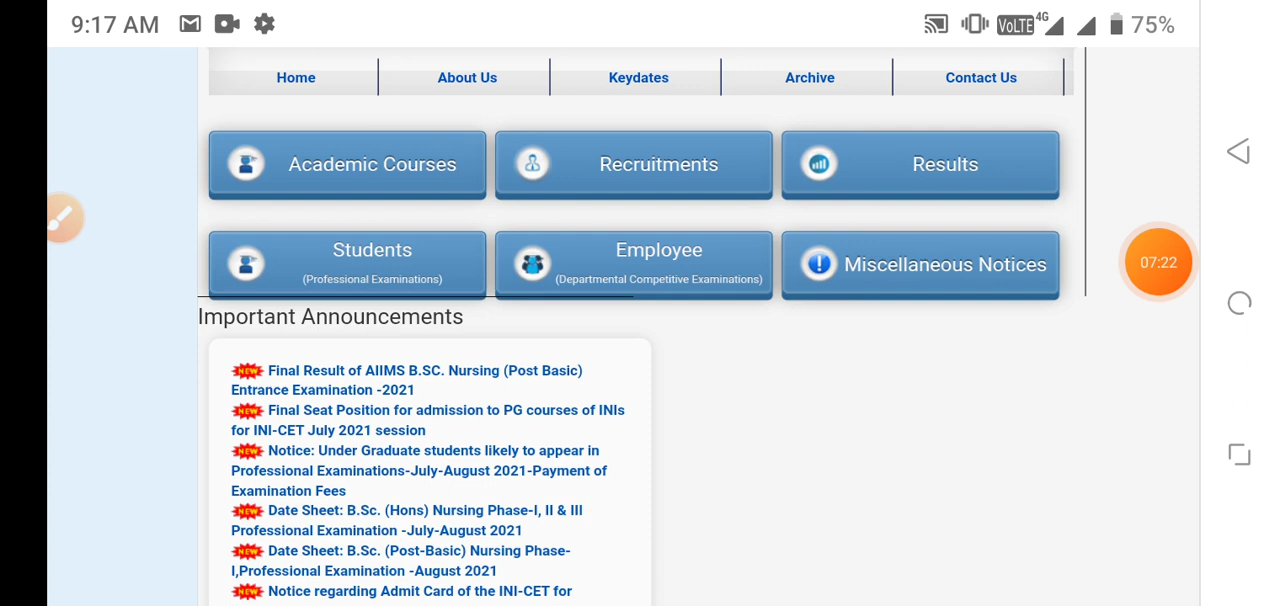 9:17 AM
VoLTE 4G 75%
Home About Us Keydates Archive Contact Us
Academic Courses Recruitments Results
Students Employee Miscellaneous Notices
(Professional Examinations) (Departmental Competitive Examinations)
07:22
Important Announcements
NEW Final Result of AIIMS B.SC. Nursing (Post Basic)
Entrance Examination -2021
NEW Final Seat Position for admission to PG courses of INIs
for INI-CET July 2021 session
NEW Notice: Under Graduate students likely to appear in
Professional Examinations-July-August 2021-Payment of
Examination Fees
NEW Date Sheet: B.Sc. (Hons) Nursing Phase-I, II & III
Professional Examination -July-August 2021
NEW Date Sheet: B.Sc. (Post-Basic) Nursing Phase-
I,Professional Examination -August 2021
NEW Notice regarding Admit Card of the INI-CET for